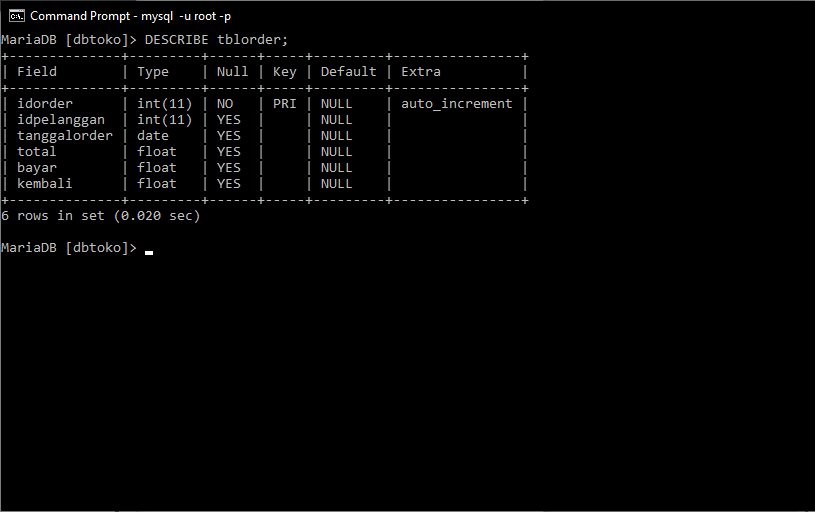 Command Prompt - mysql  -u root -p
MariaDB [dbtoko]> DESCRIBE tblorder;
+--------------+---------+------+-----+---------+----------------+
| Field        | Type    | Null | Key | Default | Extra          |
+--------------+---------+------+-----+---------+----------------+
| idorder      | int(11) | NO   | PRI | NULL    | auto_increment |
| idpelanggan  | int(11) | YES  |     | NULL    |                |
| tanggalorder | date    | YES  |     | NULL    |                |
| total        | float   | YES  |     | NULL    |                |
| bayar        | float   | YES  |     | NULL    |                |
| kembali      | float   | YES  |     | NULL    |                |
+--------------+---------+------+-----+---------+----------------+
6 rows in set (0.020 sec)
MariaDB [dbtoko]>